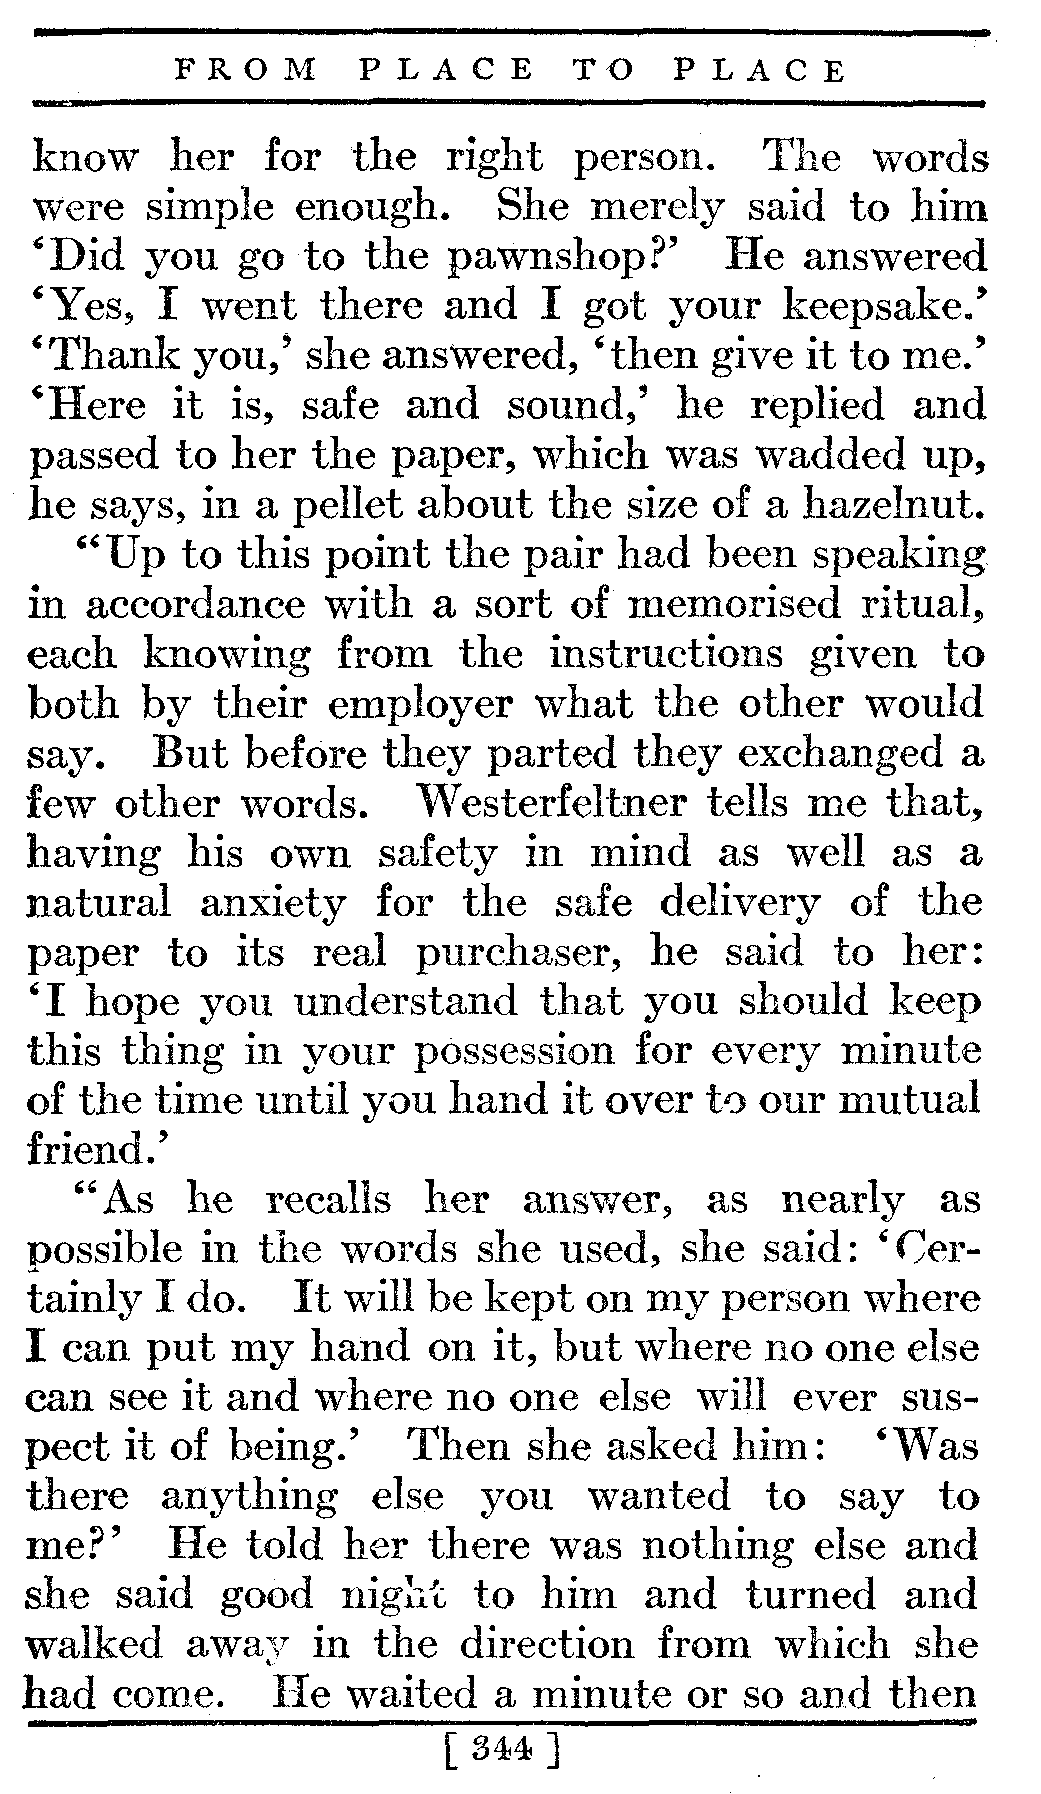 FROM PLACE TO PLACE
know her for the right person. The words
were simple enough. She merely said to him
‘Did you go to the pawnshop?’ He answered
‘Yes, I went there and I got your keepsake.’
‘Thank you,’ she answered, ‘then give it to me.’
‘Here it is, safe and sound,’ he replied and
passed to her the paper, which was wadded up,
he says, in a pellet about the size of a hazelnut.
“Up to this point the pair had been speaking
in accordance with a sort of memorised ritual,
each knowing from the instructions given to
both by their employer what the other would
say. But before they parted they exchanged a
few other words. Westerfeltner tells me that,
having his own safety in mind as well as a
natural anxiety for the safe delivery of the
paper to its real purchaser, he said to her:
‘I hope you understand that you should keep
this thing in your possession for every minute
of the time until you hand it over to our mutual
friend.’
“As he recalls her answer, as nearly as
possible in the words she used, she said: ‘Cer-
tainly I do. It will be kept on my person where
I can put my hand on it, but where no one else
can see it and where no one else will ever sus-
pect it of being.’ Then she asked him: ‘Was
there anything else you wanted to say to
me?’ He told her there was nothing else and
she said good night to him and turned and
walked away in the direction from which she
had come. He waited a minute or so and then
[ 344 ]